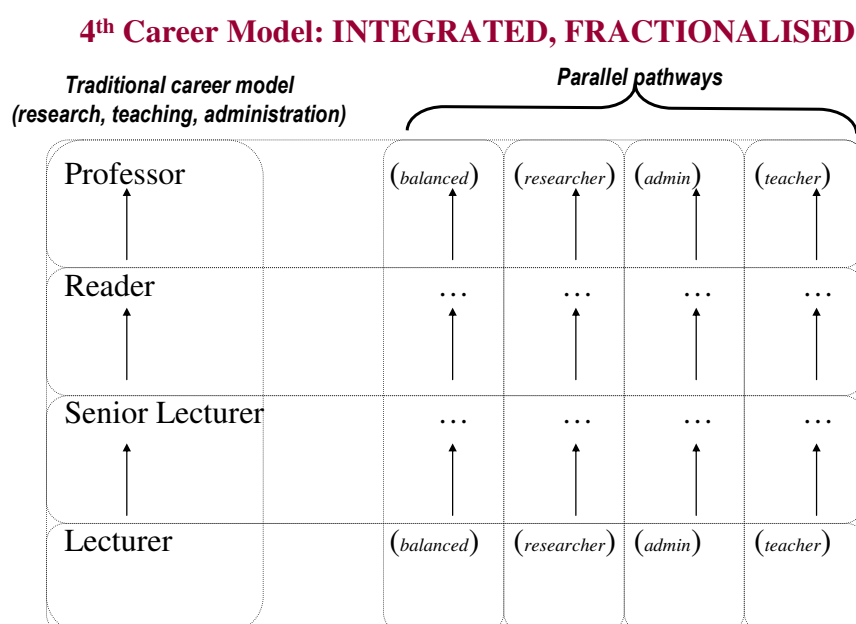 4th Career Model: INTEGRATED, FRACTIONALISED
Traditional career model
(research, teaching, administration)
Parallel pathways
Professor (balanced) (researcher) (admin) (teacher)
Reader … … … …
Senior Lecturer … … … …
Lecturer (balanced) (researcher) (admin) (teacher)